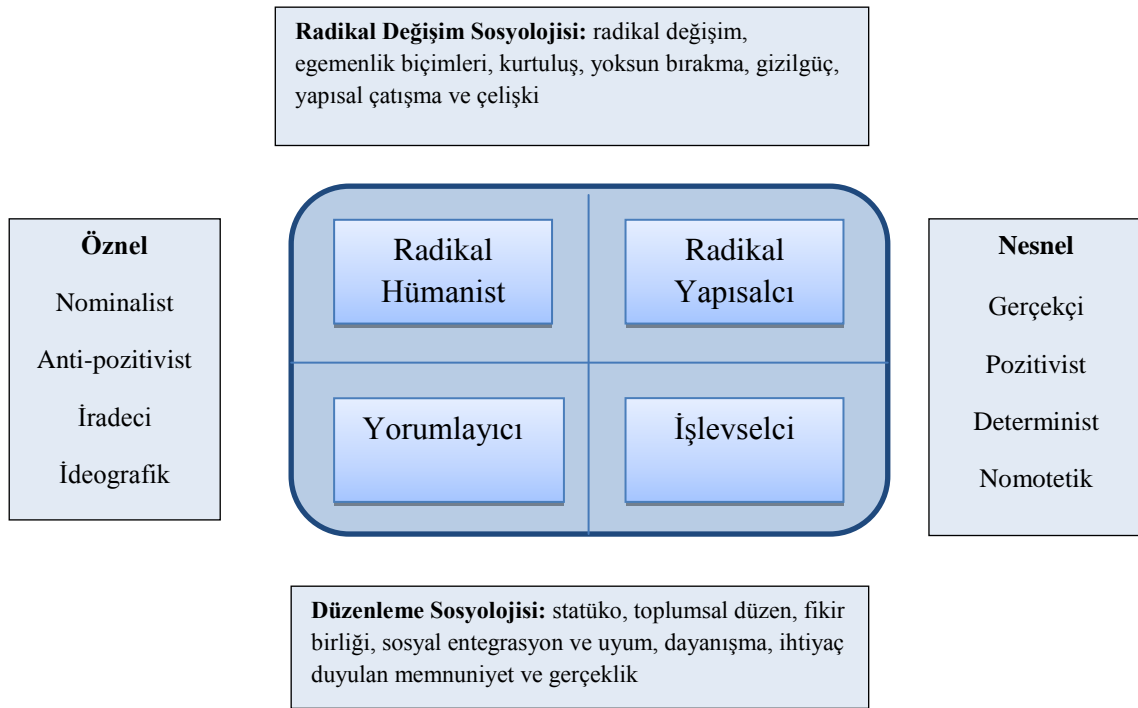 Radikal Değişim Sosyolojisi: radikal değişim,
egemenlik biçimleri, kurtuluş, yoksun bırakma, gizilgüç,
yapısal çatışma ve çelişki
Öznel
Nominalist
Anti-pozitivist
İradeci
İdeografik
Radikal
Hümanist
Radikal
Yapısalcı
Yorumlayıcı
İşlevselci
Nesnel
Gerçekçi
Pozitivist
Determinist
Nomotetik
Düzenleme Sosyolojisi: statüko, toplumsal düzen, fikir
birliği, sosyal entegrasyon ve uyum, dayanışma, ihtiyaç
duyulan memnuniyet ve gerçeklik